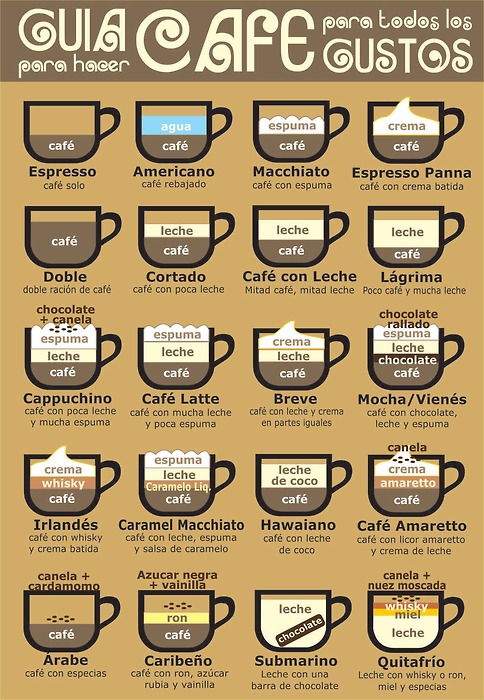 GUIA para hacer CAFE para todos los GUSTOS
café
Espresso
café solo
agua
café
Americano
café rebajado
espuma
café
Macchiato
café con espuma
crema
café
Espresso Panna
café con crema batida
café
Doble
doble ración de café
leche
café
Cortado
café con poca leche
leche
café
Café con Leche
Mitad café, mitad leche
leche
café
Lágrima
Poco café y mucha leche
chocolate
+ canela
espuma
leche
café
Cappuchino
café con poca leche
y mucha espuma
espuma
leche
café
Café Latte
café con mucha leche
y poca espuma
crema
leche
café
Breve
café con leche y crema
en partes iguales
chocolate
rallado
espuma
leche
chocolate
café
Mocha/Vienés
café con chocolate,
leche y espuma
crema
whisky
café
Irlandés
café con whisky
y crema batida
espuma
leche
Caramelo Liq.
café
Caramel Macchiato
café con leche, espuma
y salsa de caramelo
leche
de coco
café
Hawaiano
café con leche
de coco
canela
crema
amaretto
café
Café Amaretto
café con licor amaretto
y crema de leche
canela +
cardamomo
café
Árabe
café con especias
Azucar negra
+ vainilla
ron
café
Caribeño
café con ron, azúcar
rubia y vainilla
leche
chocolate
Submarino
Leche con una
barra de chocolate
canela +
nuez moscada
whisky
miel
leche
Quitafrío
Leche con whisky o ron,
miel y especias